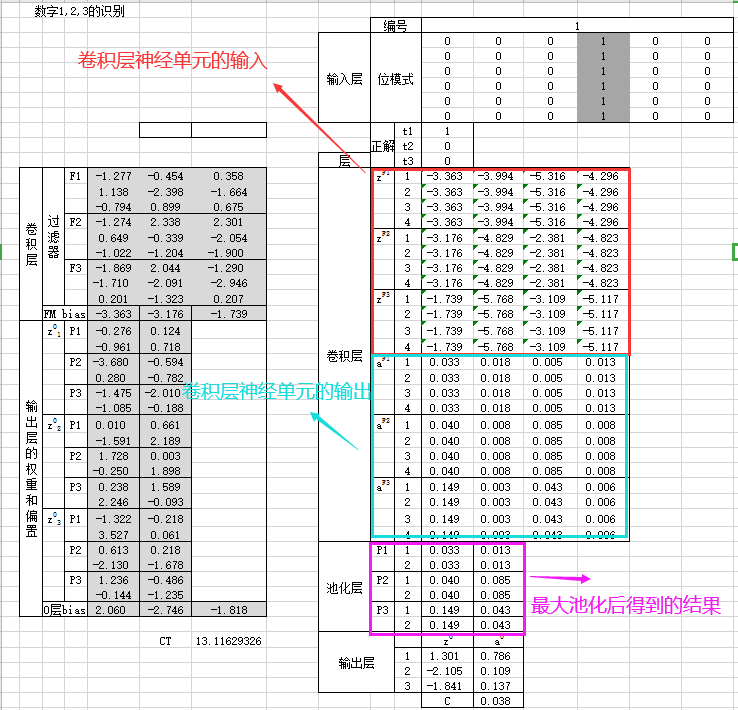 数字1,2,3的识别
编号 1
输入层 位模式 0 0 0 1 0 0
0 0 0 1 0 0
0 0 0 1 0 0
0 0 0 1 0 0
0 0 0 1 0 0
0 0 0 1 0 0
卷积层神经单元的输入
正解 t1 1
t2 0
层 t3 0
卷积层 过滤器 F1 -1.277 -0.454 0.358
1.138 -2.398 -1.664
-0.794 0.899 0.675
F2 -1.274 2.338 2.301
0.649 -0.339 -2.054
-1.022 -1.204 -1.900
F3 -1.869 2.044 -1.290
-1.710 -2.091 -2.946
0.201 -1.323 0.207
FM bias -3.363 -3.176 -1.739
输出层的权重和偏置 z⁰₁ P1 -0.276 0.124
-0.961 0.718
P2 -3.680 -0.594
0.280 -0.782
P3 -1.475 -2.010
-1.085 -0.188
z⁰₂ P1 0.010 0.661
-1.591 2.189
P2 1.728 0.003
-0.250 1.898
P3 0.238 1.589
2.246 -0.093
z⁰₃ P1 -1.322 -0.218
3.527 0.061
P2 0.613 0.218
-2.130 -1.678
P3 1.236 -0.486
-0.144 -1.235
O层bias 2.060 -2.746 -1.818
CT 13.11629326
卷积层 zF1 1 -3.363 -3.994 -5.316 -4.296
2 -3.363 -3.994 -5.316 -4.296
3 -3.363 -3.994 -5.316 -4.296
4 -3.363 -3.994 -5.316 -4.296
zF2 1 -3.176 -4.829 -2.381 -4.823
2 -3.176 -4.829 -2.381 -4.823
3 -3.176 -4.829 -2.381 -4.823
4 -3.176 -4.829 -2.381 -4.823
zF3 1 -1.739 -5.768 -3.109 -5.117
2 -1.739 -5.768 -3.109 -5.117
3 -1.739 -5.768 -3.109 -5.117
4 -1.739 -5.768 -3.109 -5.117
aF1 1 0.033 0.018 0.005 0.013
2 0.033 0.018 0.005 0.013
3 0.033 0.018 0.005 0.013
4 0.033 0.018 0.005 0.013
卷积层神经单元的输出
aF2 1 0.040 0.008 0.085 0.008
2 0.040 0.008 0.085 0.008
3 0.040 0.008 0.085 0.008
4 0.040 0.008 0.085 0.008
aF3 1 0.149 0.003 0.043 0.006
2 0.149 0.003 0.043 0.006
3 0.149 0.003 0.043 0.006
4 0.149 0.003 0.043 0.006
池化层 P1 1 0.033 0.013
2 0.033 0.013
P2 1 0.040 0.085
2 0.040 0.085
P3 1 0.149 0.043
2 0.149 0.043
最大池化后得到的结果
输出层 z⁰ a⁰
1 1.301 0.786
2 -2.105 0.109
3 -1.841 0.137
C 0.038